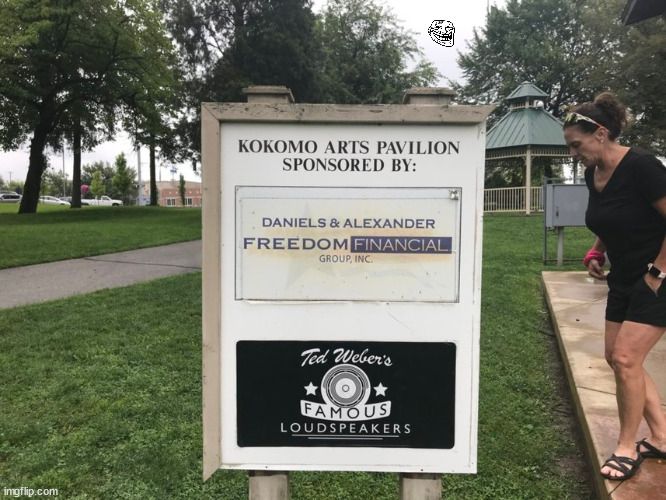 KOKOMO ARTS PAVILION
SPONSORED BY:
DANIELS & ALEXANDER
FREEDOM FINANCIAL
GROUP, INC.
Ted Weber's
FAMOUS
LOUDSPEAKERS
imgflip.com